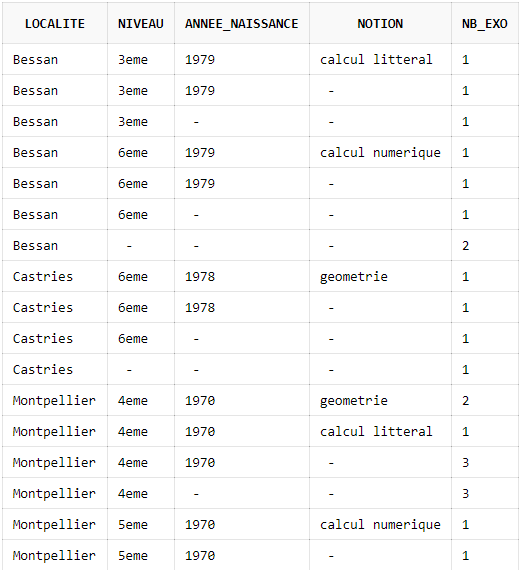 LOCALITE NIVEAU ANNEE_NAISSANCE NOTION NB_EXO
Bessan 3eme 1979 calcul litteral 1
Bessan 3eme 1979 - 1
Bessan 3eme - - 1
Bessan 6eme 1979 calcul numerique 1
Bessan 6eme 1979 - 1
Bessan 6eme - - 1
Bessan - - - 2
Castries 6eme 1978 geometrie 1
Castries 6eme 1978 - 1
Castries 6eme - - 1
Castries - - - 1
Montpellier 4eme 1970 geometrie 2
Montpellier 4eme 1970 calcul litteral 1
Montpellier 4eme 1970 - 3
Montpellier 4eme - - 3
Montpellier 5eme 1970 calcul numerique 1
Montpellier 5eme 1970 - 1